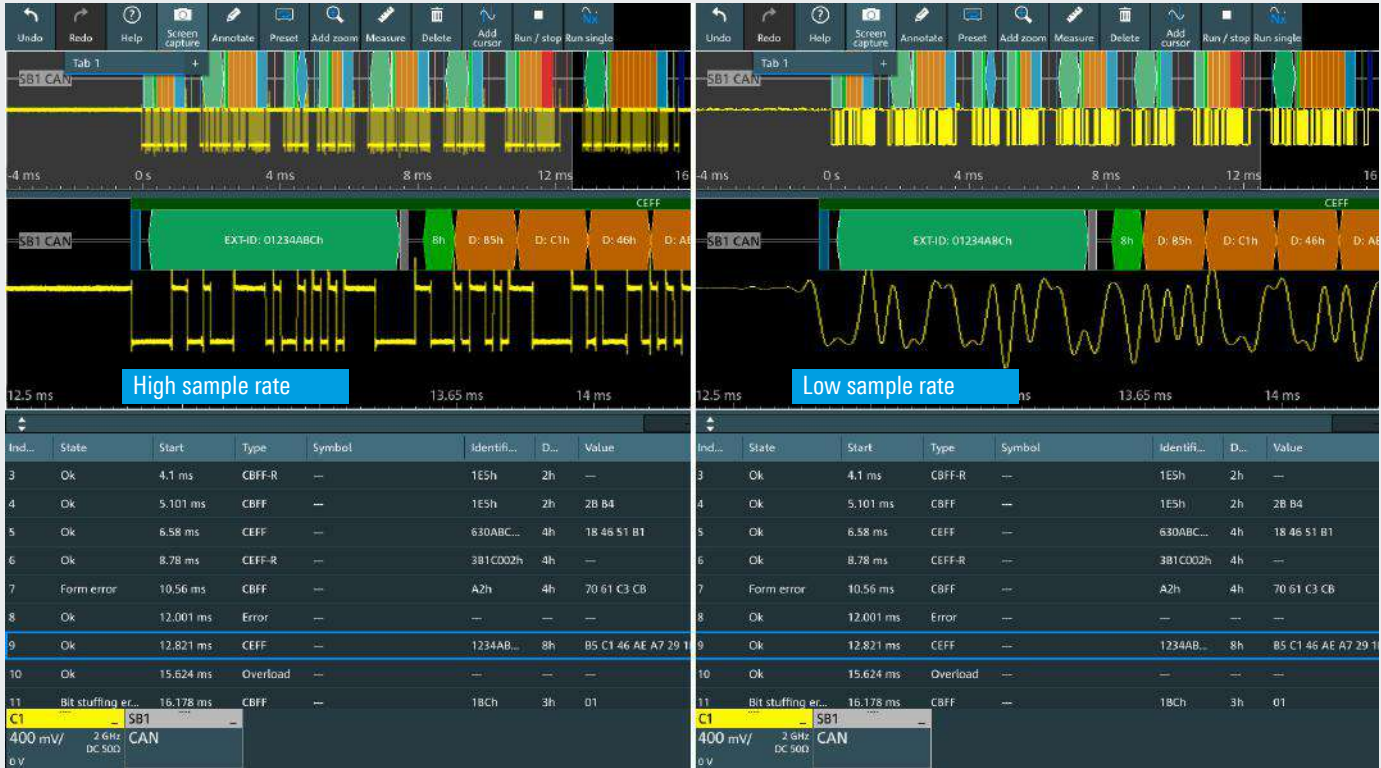 Undo Redo Help Screen capture Annotate Preset Add zoom Measure Delete Add cursor Run / stop Run single
Tab 1 +
SB1 CAN
-4 ms 0 s 4 ms 8 ms 12 ms 16
CEFF
SB1 CAN EXT-ID: 01234ABCh 8h D: 85h D: C1h D: 46h D: AE
High sample rate
12.5 ms 13.65 ms 14 ms
Ind... State Start Type Symbol Identifi... D... Value
3 Ok 4.1 ms CBFF-R — 1E5h 2h —
4 Ok 5.101 ms CBFF — 1E5h 2h 2B B4
5 Ok 6.58 ms CEFF — 630ABC... 4h 18 46 51 B1
6 Ok 8.78 ms CEFF-R — 3B1C002h 4h —
7 Form error 10.56 ms CBFF — A2h 4h 70 61 C3 CB
8 Ok 12.001 ms Error — — — —
9 Ok 12.821 ms CEFF — 1234AB... 8h 85 C1 46 AE A7 29 1
10 Ok 15.624 ms Overload — — — —
11 Bit stuffing er... 16.178 ms CBFF — 1BCh 3h 01
C1 SB1
400 mV/ 2 GHz CAN
DC 50Ω
0 V
Undo Redo Help Screen capture Annotate Preset Add zoom Measure Delete Add cursor Run / stop Run single
Tab 1 +
SB1 CAN
-4 ms 0 s 4 ms 8 ms 12 ms 16
CEFF
SB1 CAN EXT-ID: 01234ABCh 8h D: 85h D: C1h D: 46h D: A
Low sample rate
12.5 ms ms 13.65 ms 14 ms
Ind... State Start Type Symbol Identifi... D... Value
3 Ok 4.1 ms CBFF-R — 1E5h 2h —
4 Ok 5.101 ms CBFF — 1E5h 2h 2B B4
5 Ok 6.58 ms CEFF — 630ABC... 4h 18 46 51 B1
6 Ok 8.78 ms CEFF-R — 3B1C002h 4h —
7 Form error 10.56 ms CBFF — A2h 4h 70 61 C3 CB
8 Ok 12.001 ms Error — — — —
9 Ok 12.821 ms CEFF — 1234AB... 8h 85 C1 46 AE A7 29 1
10 Ok 15.624 ms Overload — — — —
11 Bit stuffing er... 16.178 ms CBFF — 1BCh 3h 01
C1 SB1
400 mV/ 2 GHz CAN
DC 50Ω
0 V